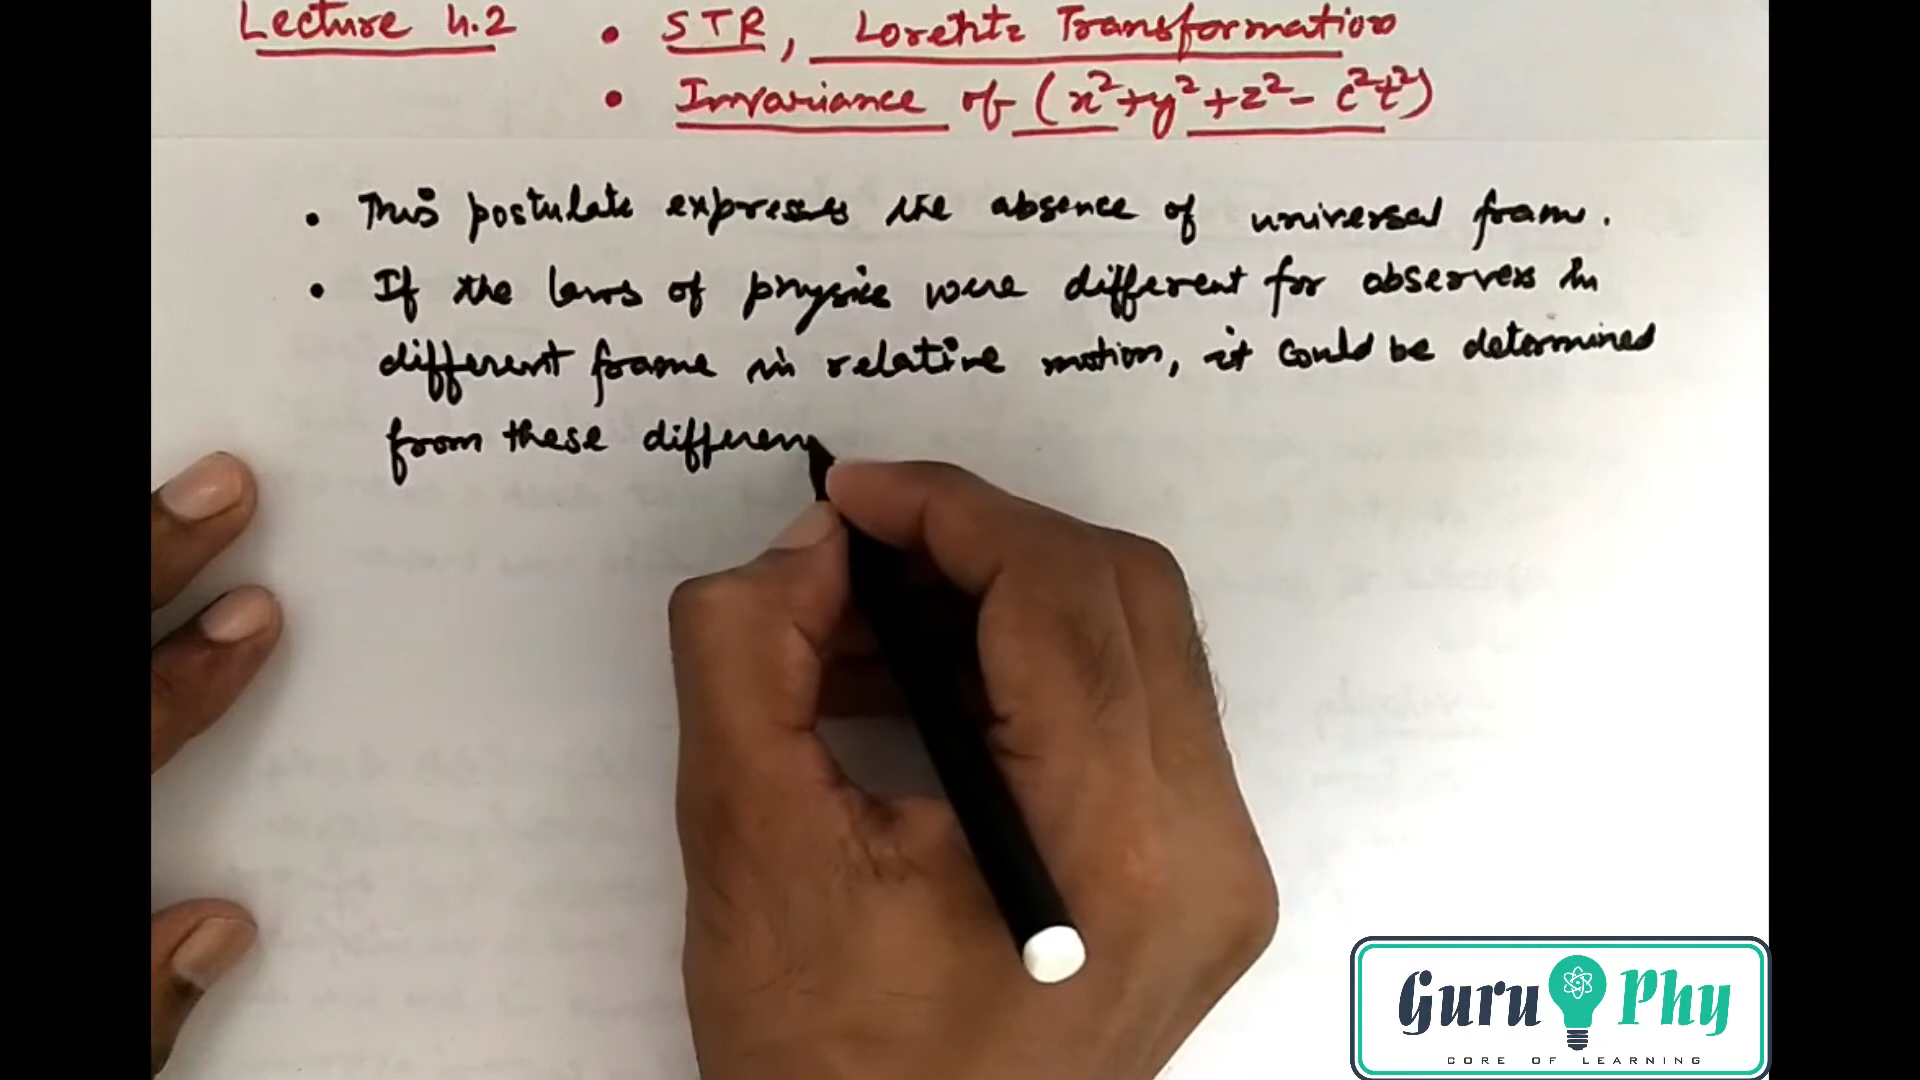 Lecture 4.2 • STR, Lorentz Transformation
• Invariance of (x²+y²+z²- c²t²)
• This postulate expresses the absence of universal frame.
• If the laws of physics were different for observers in
different frame in relative motion, it could be determined
from these differen
Guru Phy
CORE OF LEARNING